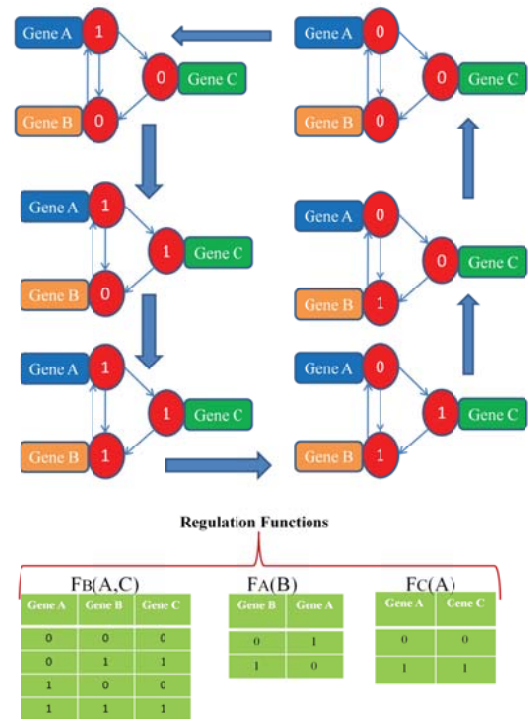 Gene A 1
0 Gene C
Gene B 0
Gene A 0
0 Gene C
Gene B 0
Gene A 1
1 Gene C
Gene B 0
Gene A 0
0 Gene C
Gene B 1
Gene A 1
1 Gene C
Gene B 1
Gene A 0
1 Gene C
Gene B 1
Regulation Functions
FB(A,C)
Gene A Gene B Gene C
0 0 0
0 1 1
1 0 0
1 1 1
FA(B)
Gene B Gene A
0 1
1 0
FC(A)
Gene A Gene C
0 0
1 1